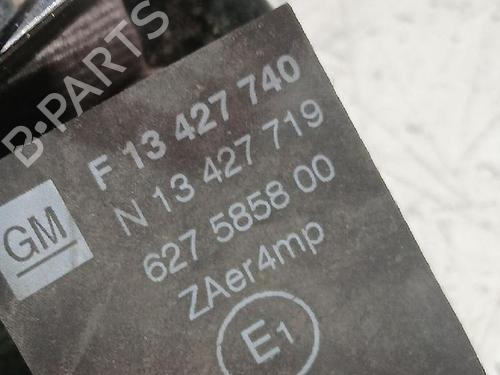 B-PARTS
F 13 427 740
N 13 427 719
627 5858 00
ZAer4mp
GM
E1